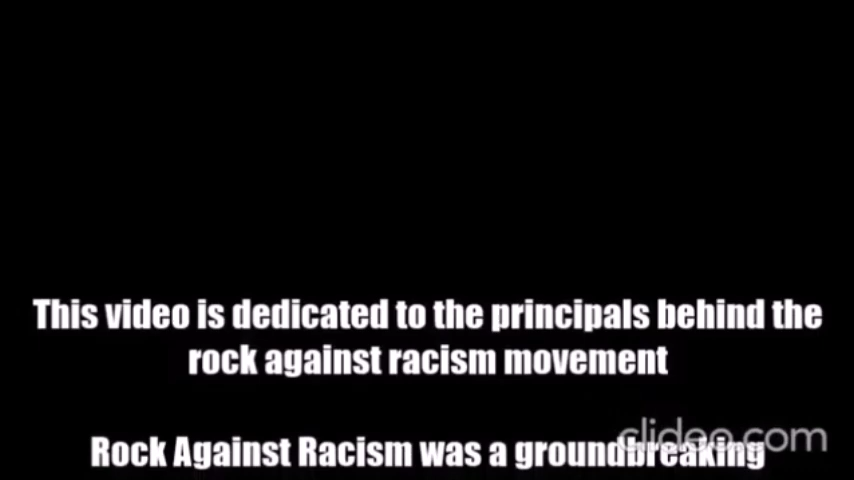 This video is dedicated to the principals behind the
rock against racism movement
Rock Against Racism was a groundbreaking
clideo.com